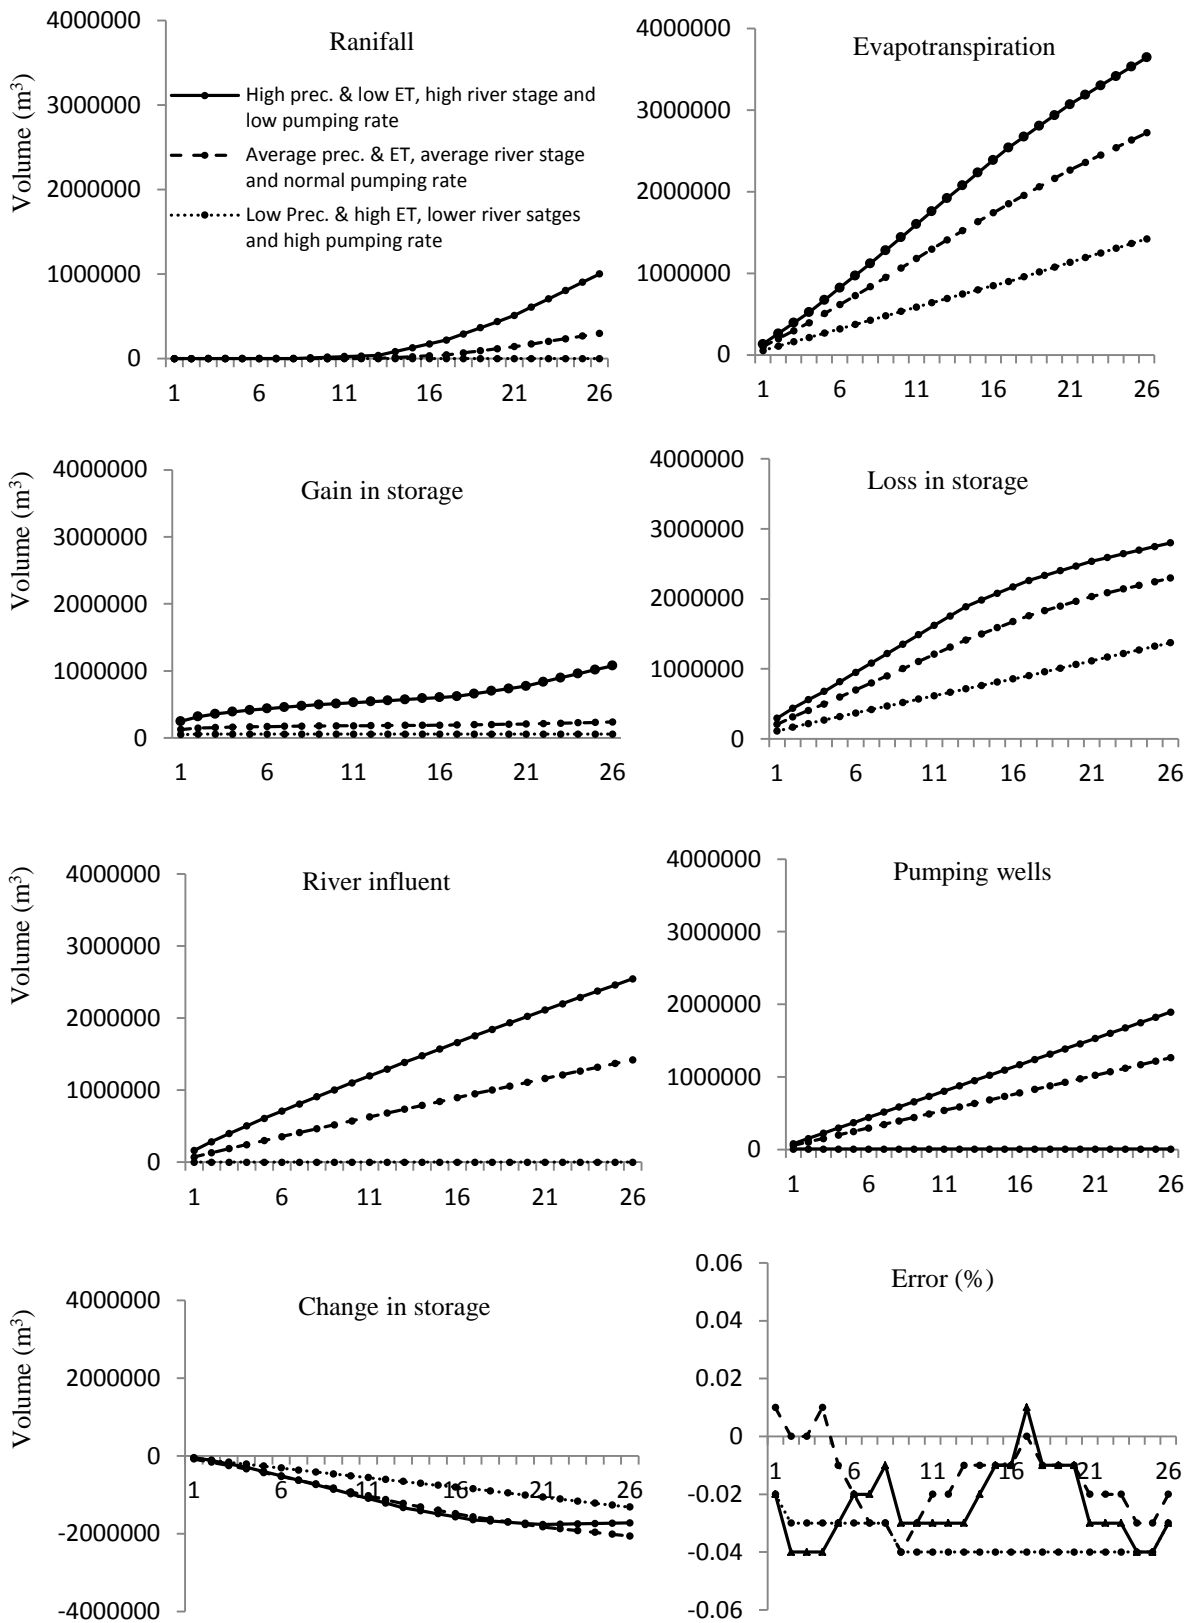 Ranifall
Volume (m³)
4000000
3000000
2000000
1000000
0
High prec. & low ET, high river stage and
low pumping rate
Average prec. & ET, average river stage
and normal pumping rate
Low Prec. & high ET, lower river satges
and high pumping rate
1 6 11 16 21 26
Evapotranspiration
4000000
3000000
2000000
1000000
0
1 6 11 16 21 26
Gain in storage
Volume (m³)
4000000
3000000
2000000
1000000
0
1 6 11 16 21 26
Loss in storage
4000000
3000000
2000000
1000000
0
1 6 11 16 21 26
River influent
Volume (m³)
4000000
3000000
2000000
1000000
0
1 6 11 16 21 26
Pumping wells
4000000
3000000
2000000
1000000
0
1 6 11 16 21 26
Change in storage
Volume (m³)
4000000
2000000
0
-2000000
-4000000
1 6 11 16 21 26
Error (%)
0.06
0.04
0.02
0
-0.02
-0.04
-0.06
1 6 11 16 21 26